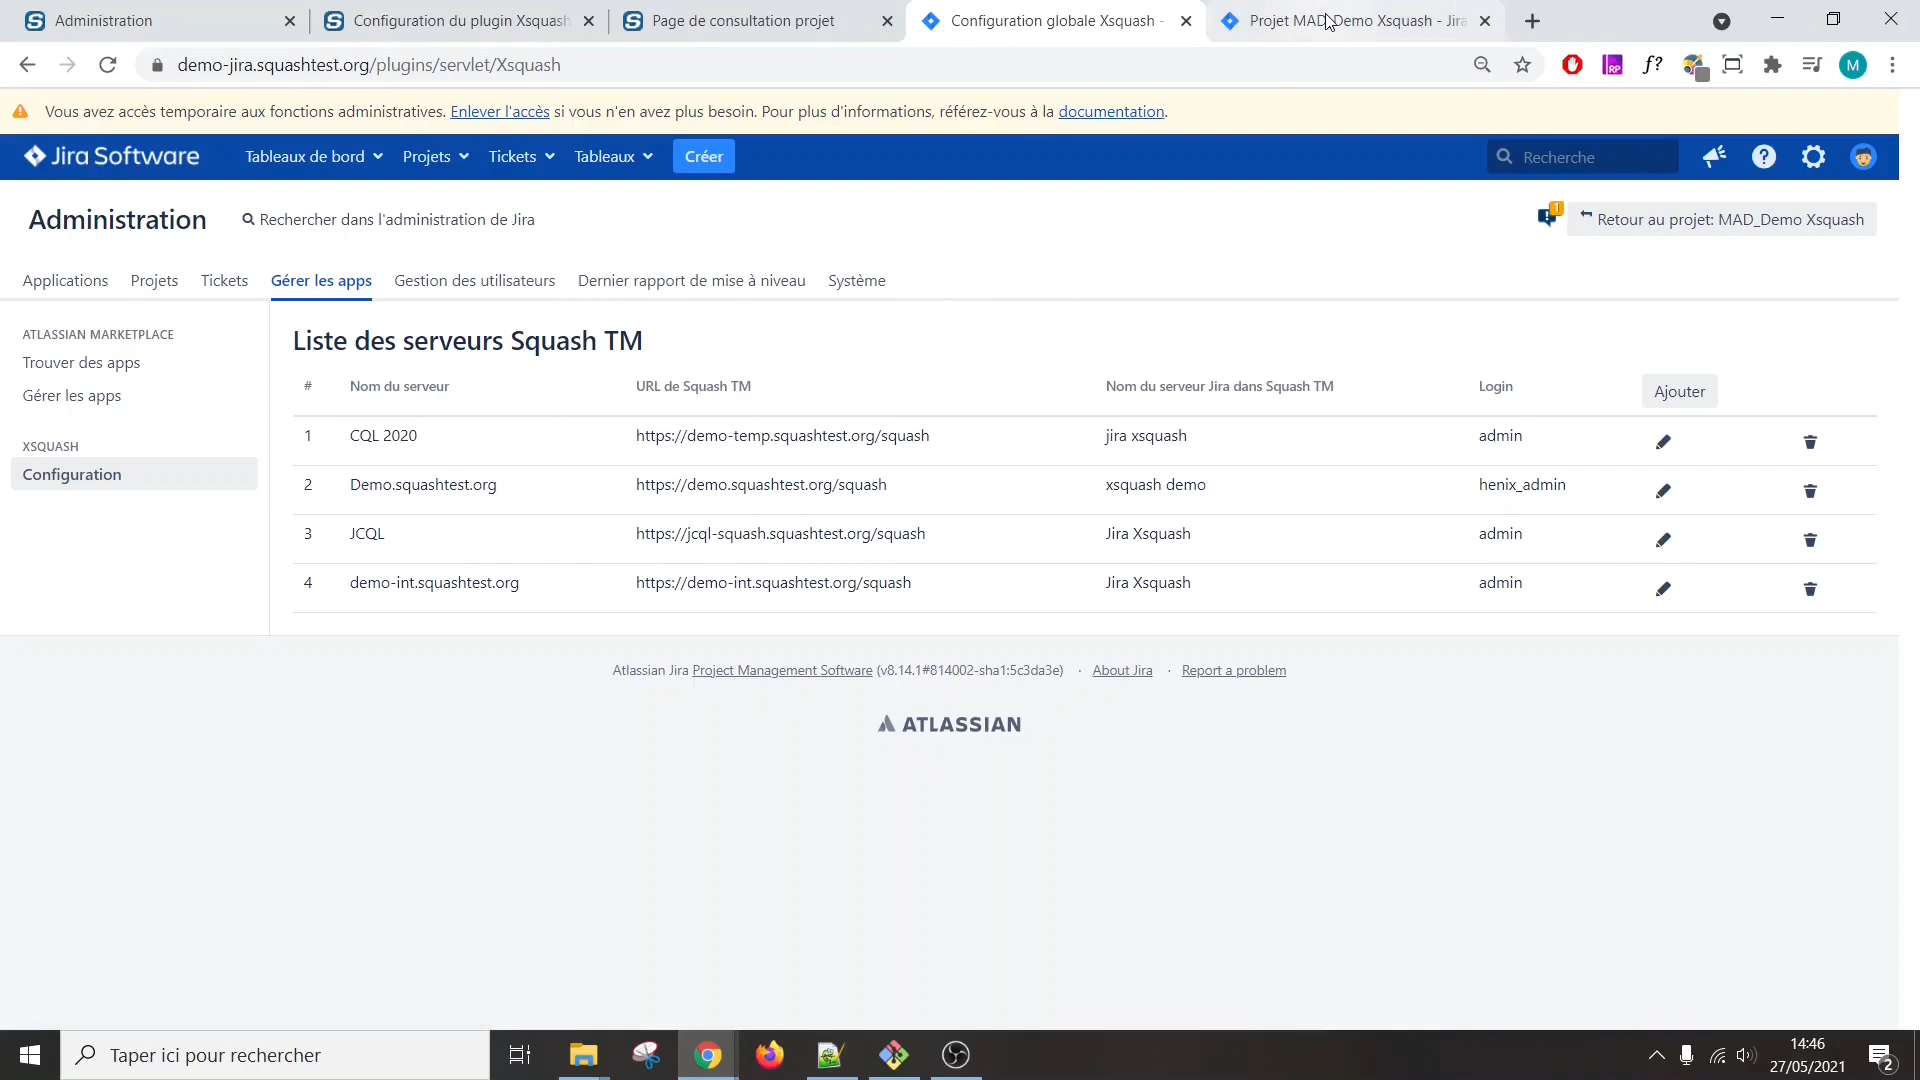 Administration
Configuration du plugin Xsquash
Page de consultation projet
Configuration globale Xsquash -
Projet MAD_Demo Xsquash - Jira
demo-jira.squashtest.org/plugins/servlet/Xsquash
RP
f?
M
Vous avez accès temporaire aux fonctions administratives. Enlever l'accès si vous n'en avez plus besoin. Pour plus d'informations, référez-vous à la documentation.
Jira Software
Tableaux de bord
Projets
Tickets
Tableaux
Créer
Recherche
Administration
Rechercher dans l'administration de Jira
1
Retour au projet: MAD_Demo Xsquash
Applications
Projets
Tickets
Gérer les apps
Gestion des utilisateurs
Dernier rapport de mise à niveau
Système
ATLASSIAN MARKETPLACE
Trouver des apps
Gérer les apps
XSQUASH
Configuration
Liste des serveurs Squash TM
# Nom du serveur URL de Squash TM Nom du serveur Jira dans Squash TM Login Ajouter
1 CQL 2020 https://demo-temp.squashtest.org/squash jira xsquash admin
2 Demo.squashtest.org https://demo.squashtest.org/squash xsquash demo henix_admin
3 JCQL https://jcql-squash.squashtest.org/squash Jira Xsquash admin
4 demo-int.squashtest.org https://demo-int.squashtest.org/squash Jira Xsquash admin
Atlassian Jira Project Management Software (v8.14.1#814002-sha1:5c3da3e) · About Jira · Report a problem
ATLASSIAN
Taper ici pour rechercher
14:46
27/05/2021
2